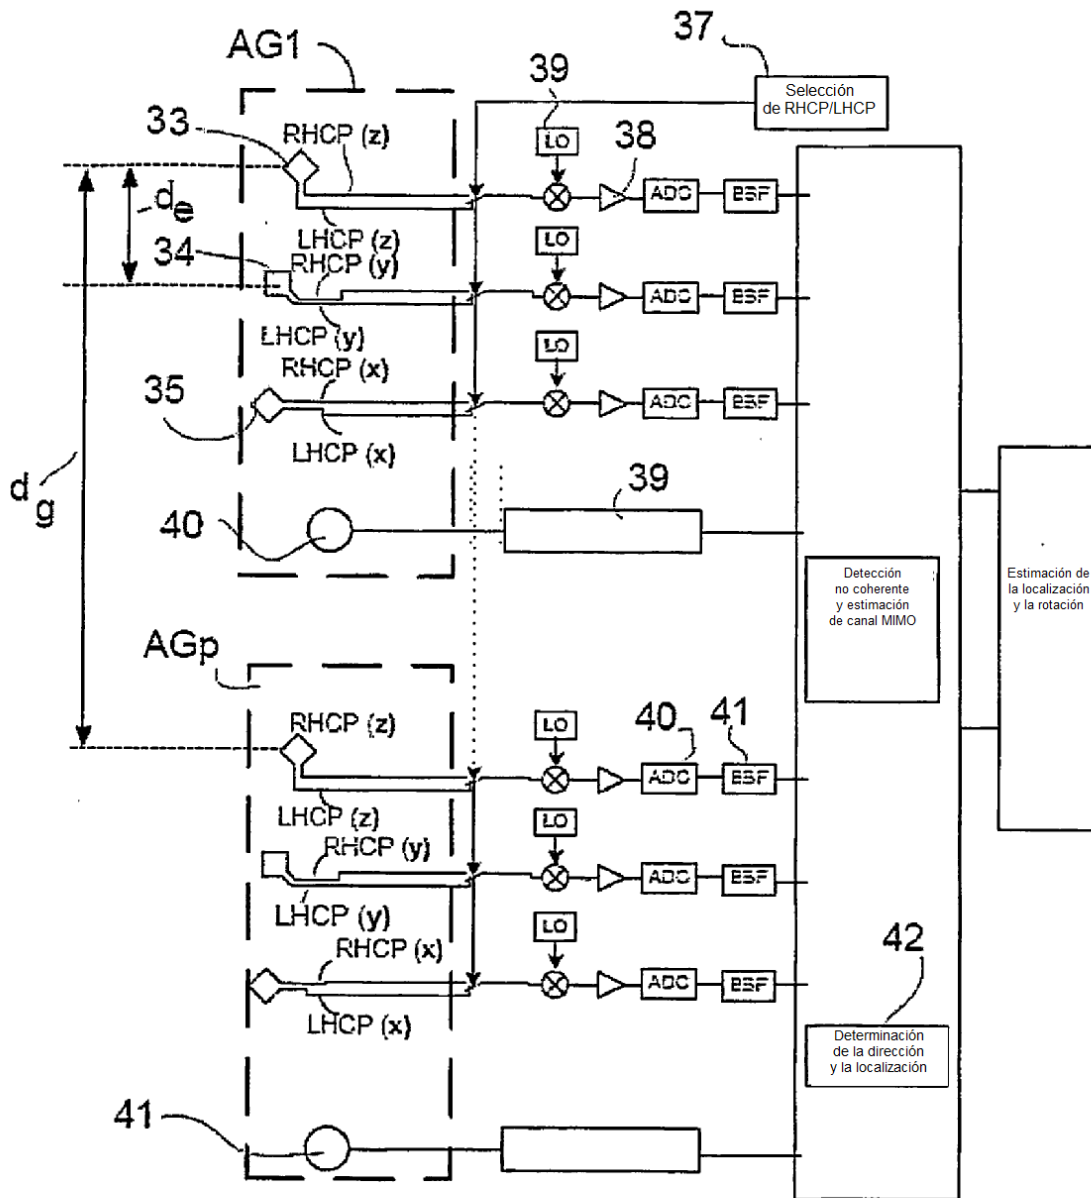 37
Selección
de RHCP/LHCP
AG1
39
33
RHCP (z)
LO
38
ADC
BSF
d e
LHCP (z)
34
RHCP (y)
LO
ADC
BSF
LHCP (y)
RHCP (x)
LO
35
ADC
BSF
LHCP (x)
d g
39
40
Detección
no coherente
y estimación
de canal MIMO
Estimación de
la localización
y la rotación
AGp
RHCP (z)
LO
40
41
ADC
BSF
LHCP (z)
LO
RHCP (y)
ADC
BSF
LHCP (y)
LO
RHCP (x)
42
ADC
BSF
LHCP (x)
Determinación
de la dirección
y la localización
41